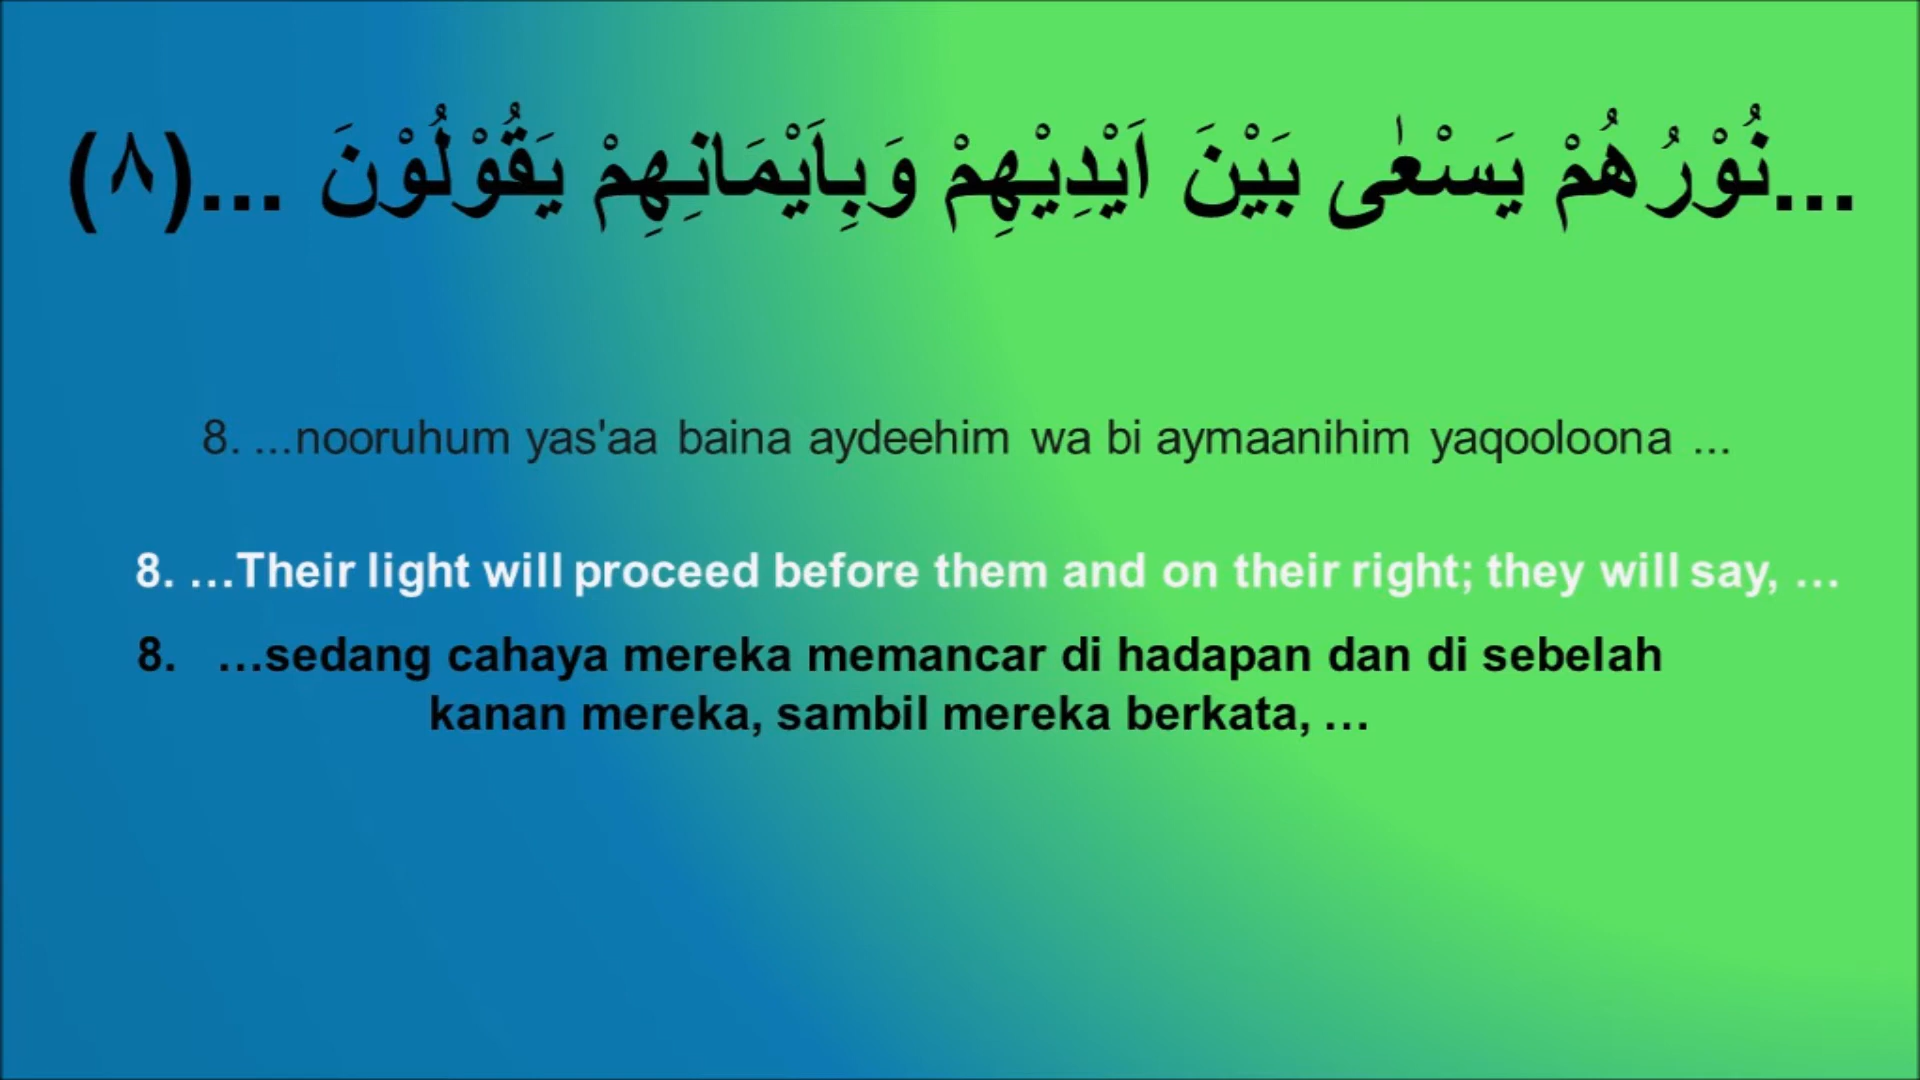 ...نُوْرُهُمْ يَسْعٰى بَيْنَ اَيْدِيْهِمْ وَبِاَيْمَانِهِمْ يَقُوْلُوْنَ ...(٨)
8. ...nooruhum yas'aa baina aydeehim wa bi aymaanihim yaqooloona ...
8. …Their light will proceed before them and on their right; they will say, …
8. …sedang cahaya mereka memancar di hadapan dan di sebelah
kanan mereka, sambil mereka berkata, …